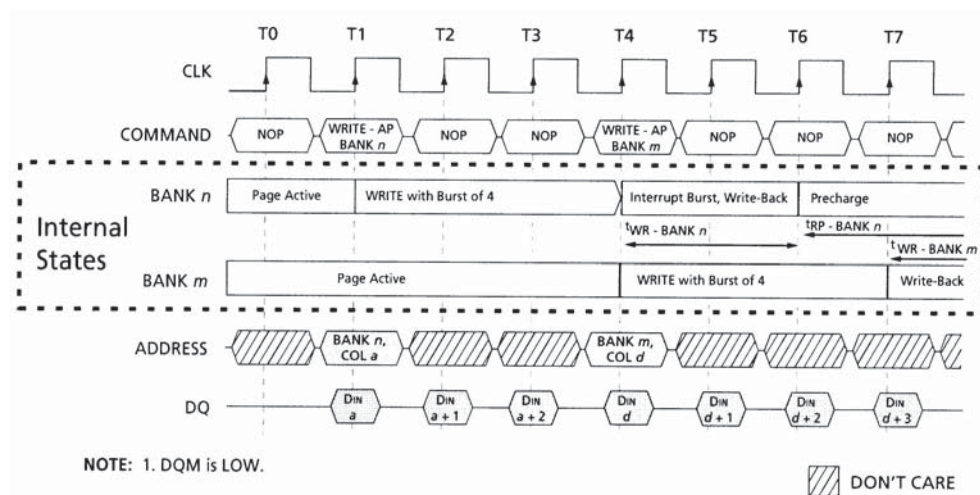 T0 T1 T2 T3 T4 T5 T6 T7
CLK
COMMAND NOP WRITE - AP BANK n NOP NOP WRITE - AP BANK m NOP NOP NOP
Internal States
BANK n Page Active WRITE with Burst of 4 Interrupt Burst, Write-Back Precharge
tWR - BANK n tRP - BANK n
tWR - BANK m
BANK m Page Active WRITE with Burst of 4 Write-Back
ADDRESS BANK n, COL a BANK m, COL d
DQ DIN a DIN a + 1 DIN a + 2 DIN d DIN d + 1 DIN d + 2 DIN d + 3
NOTE: 1. DQM is LOW.
DON'T CARE